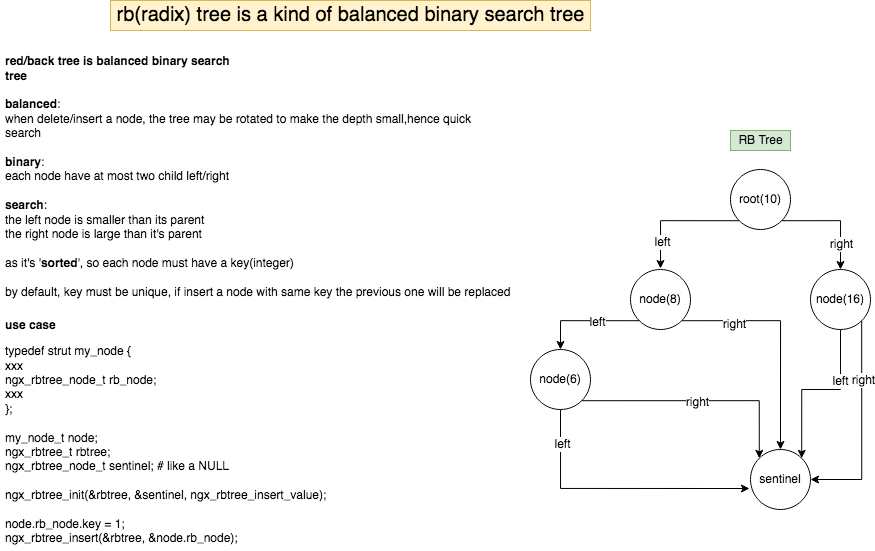 rb(radix) tree is a kind of balanced binary search tree
red/back tree is balanced binary search
tree
balanced:
when delete/insert a node, the tree may be rotated to make the depth small,hence quick
search
binary:
each node have at most two child left/right
search:
the left node is smaller than its parent
the right node is large than it's parent
as it's 'sorted', so each node must have a key(integer)
by default, key must be unique, if insert a node with same key the previous one will be replaced
use case
typedef strut my_node {
xxx
ngx_rbtree_node_t rb_node;
xxx
};
my_node_t node;
ngx_rbtree_t rbtree;
ngx_rbtree_node_t sentinel; # like a NULL
ngx_rbtree_init(&rbtree, &sentinel, ngx_rbtree_insert_value);
node.rb_node.key = 1;
ngx_rbtree_insert(&rbtree, &node.rb_node);
RB Tree
root(10)
left
right
node(8)
node(16)
left
right
node(6)
left
right
right
left
sentinel